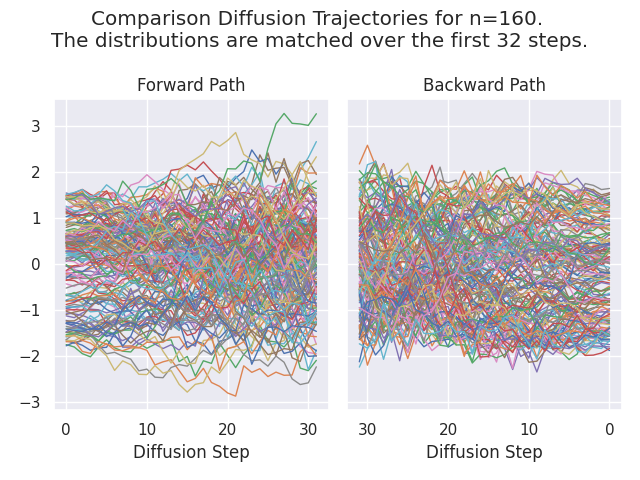 Comparison Diffusion Trajectories for n=160.
The distributions are matched over the first 32 steps.
Forward Path
Backward Path
3
2
1
0
−1
−2
−3
0 10 20 30
30 20 10 0
Diffusion Step
Diffusion Step